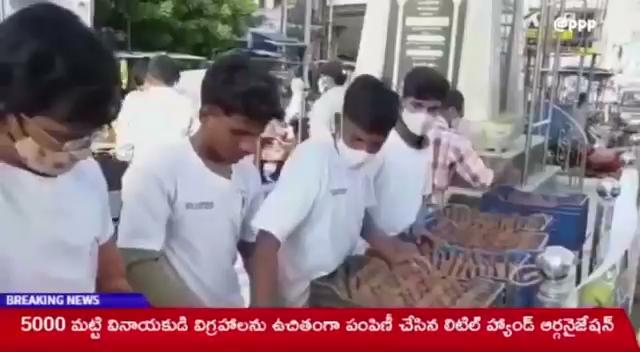 @ppp
BREAKING NEWS
5000 మట్టి వినాయకుడి విగ్రహాలను ఉచితంగా పంపిణీ చేసిన లిటిల్ హ్యాండ్ ఆర్గనైజేషన్